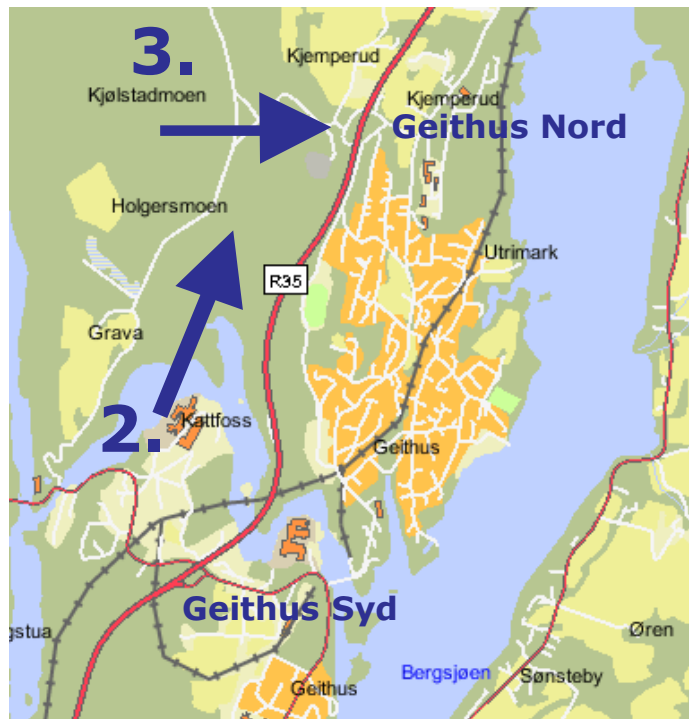 3.
Kjemperud
Kjølstadmoen
Kjemperud
Geithus Nord
Holgersmoen
Utrimark
R35
Grava
2.
Kattfoss
Geithus
Geithus Syd
gstua
Øren
Bergsjøen
Sønsteby
Geithus